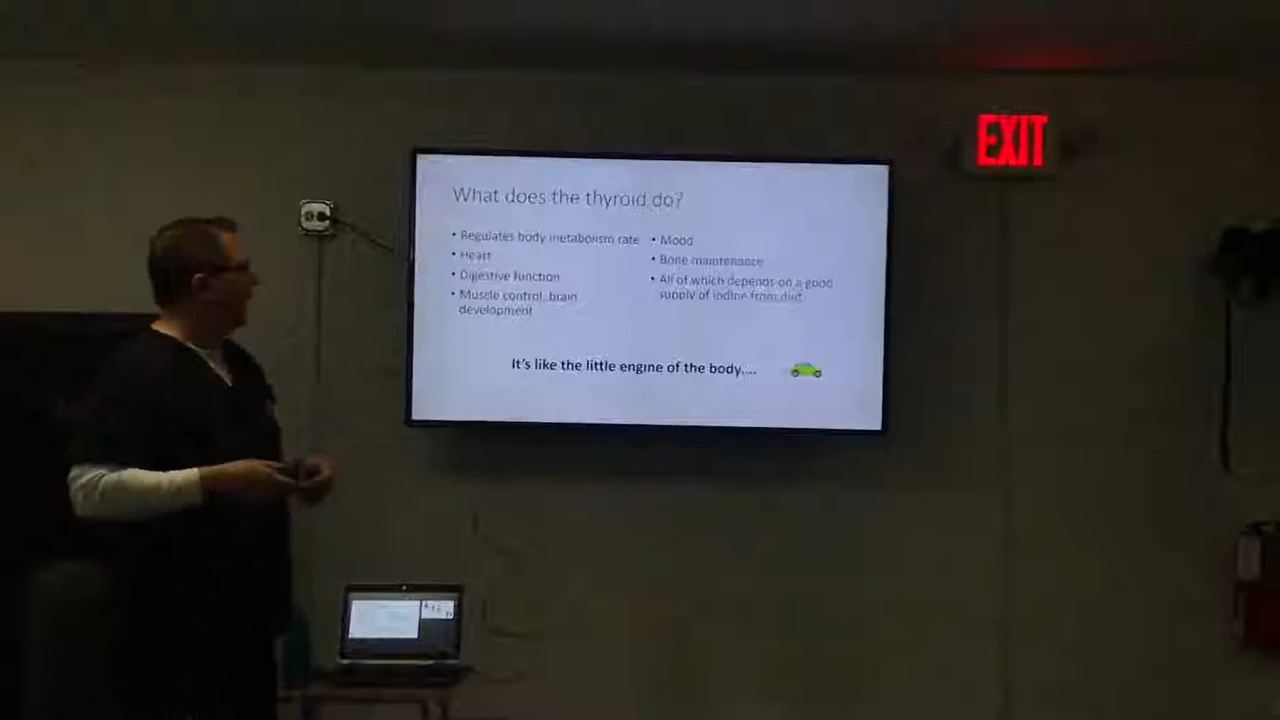 What does the thyroid do?
• Regulates body metabolism rate
• Heart
• Digestive function
• Muscle control, brain
development
• Mood
• Bone maintenance
• All of which depends on a good
supply of iodine from diet
It's like the little engine of the body....
EXIT